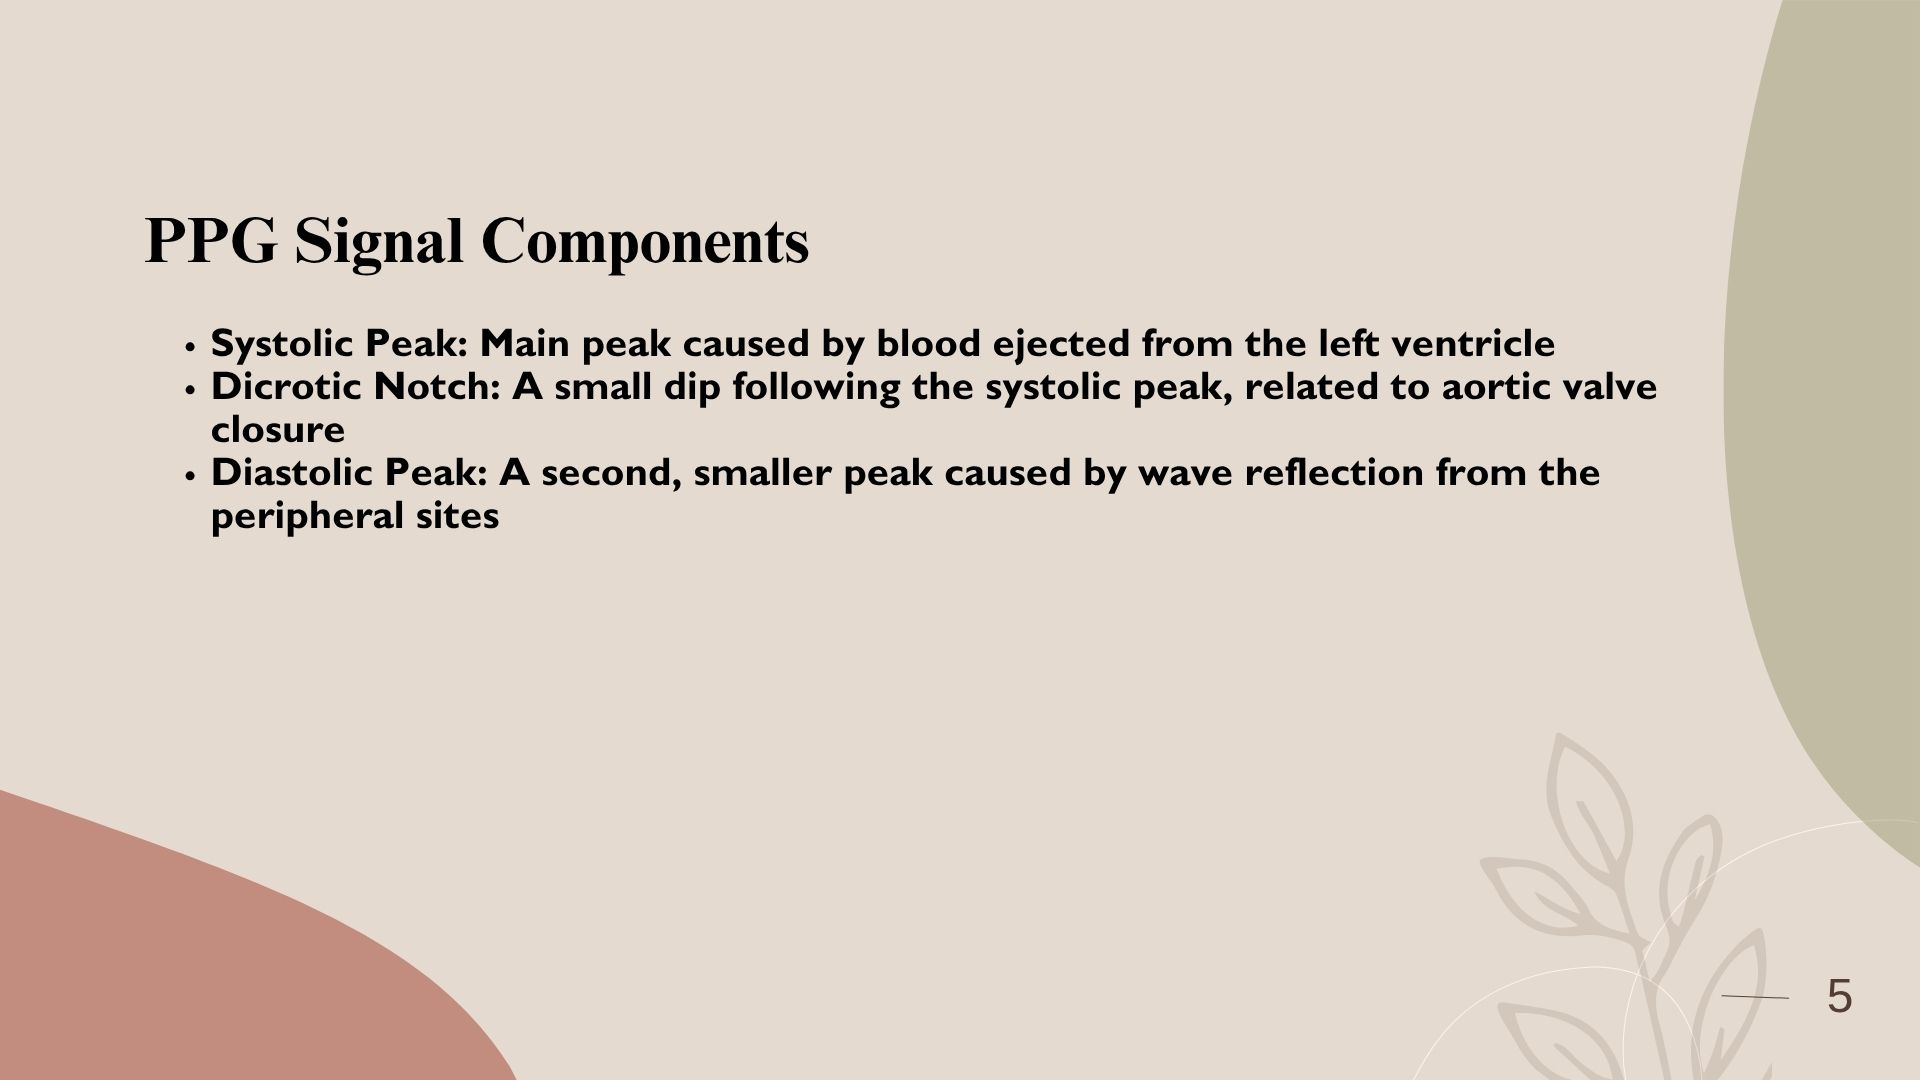 PPG Signal Components
• Systolic Peak: Main peak caused by blood ejected from the left ventricle
• Dicrotic Notch: A small dip following the systolic peak, related to aortic valve
closure
• Diastolic Peak: A second, smaller peak caused by wave reflection from the
peripheral sites
5